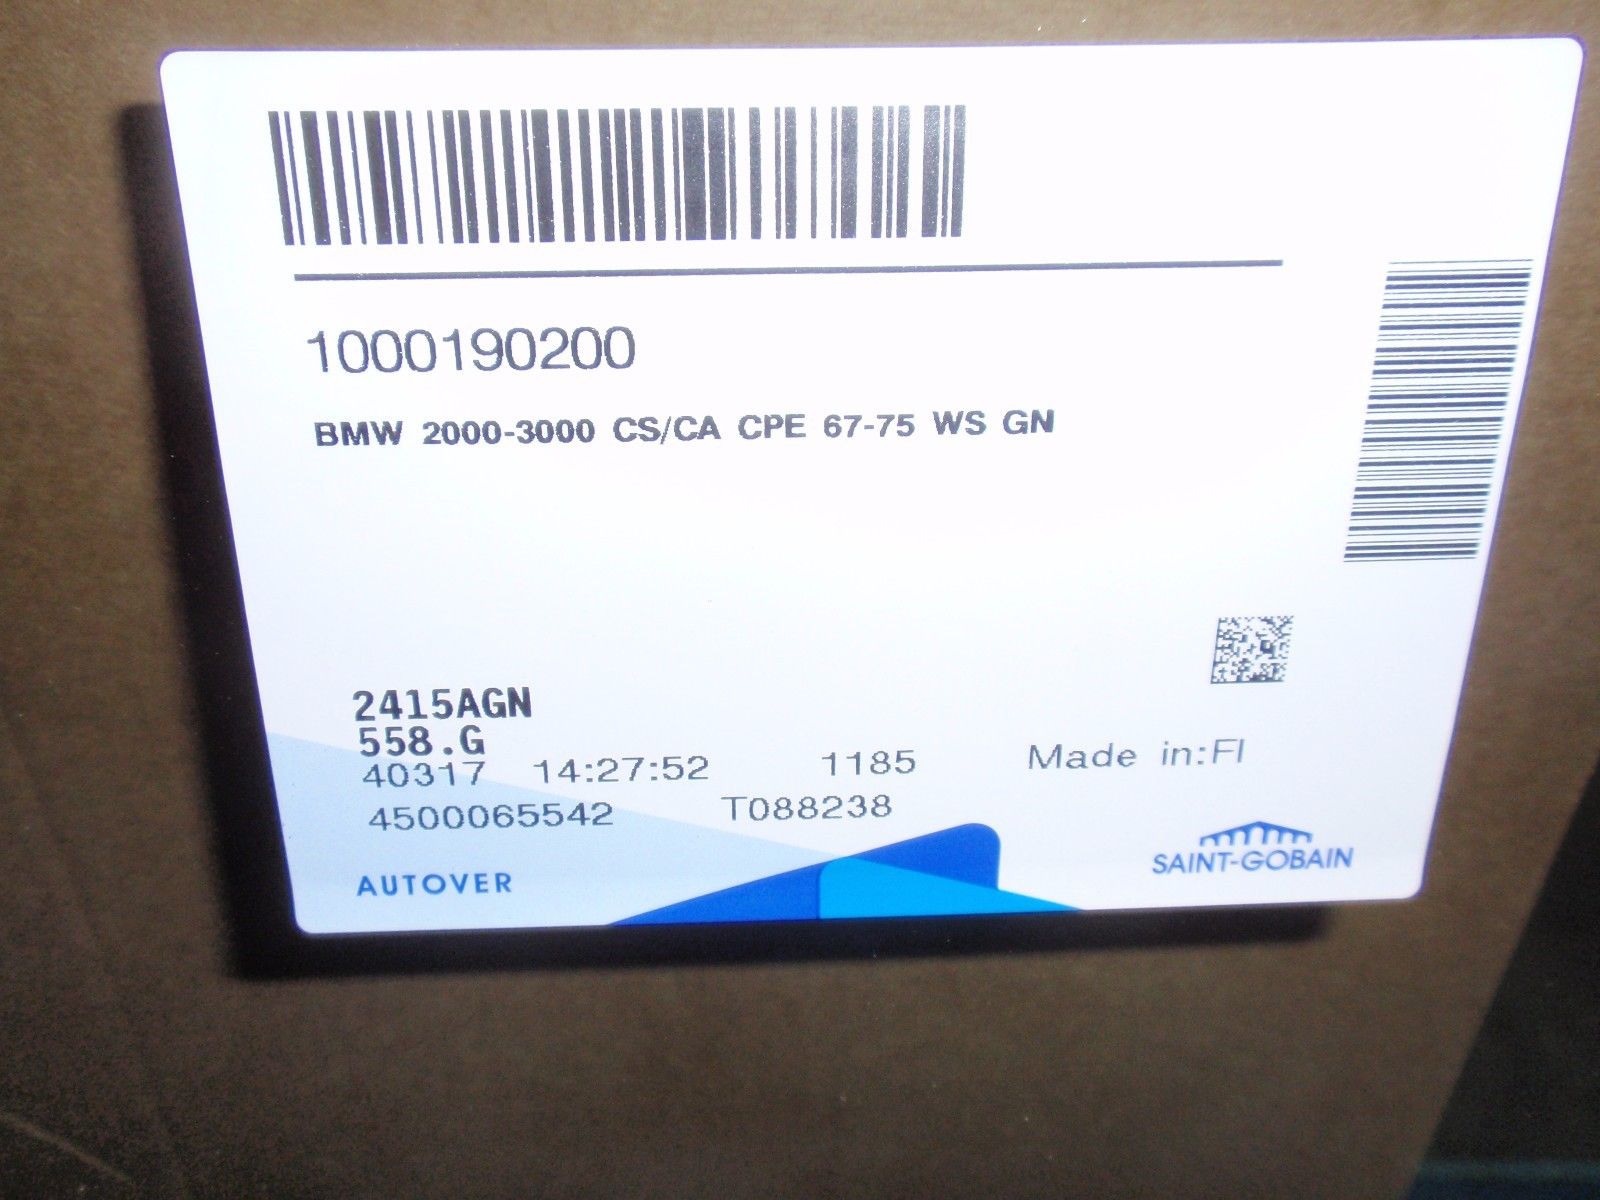 1000190200
BMW 2000-3000 CS/CA CPE 67-75 WS GN
2415AGN
558.G
40317 14:27:52 1185 Made in:FI
4500065542 T088238
AUTOVER
SAINT-GOBAIN